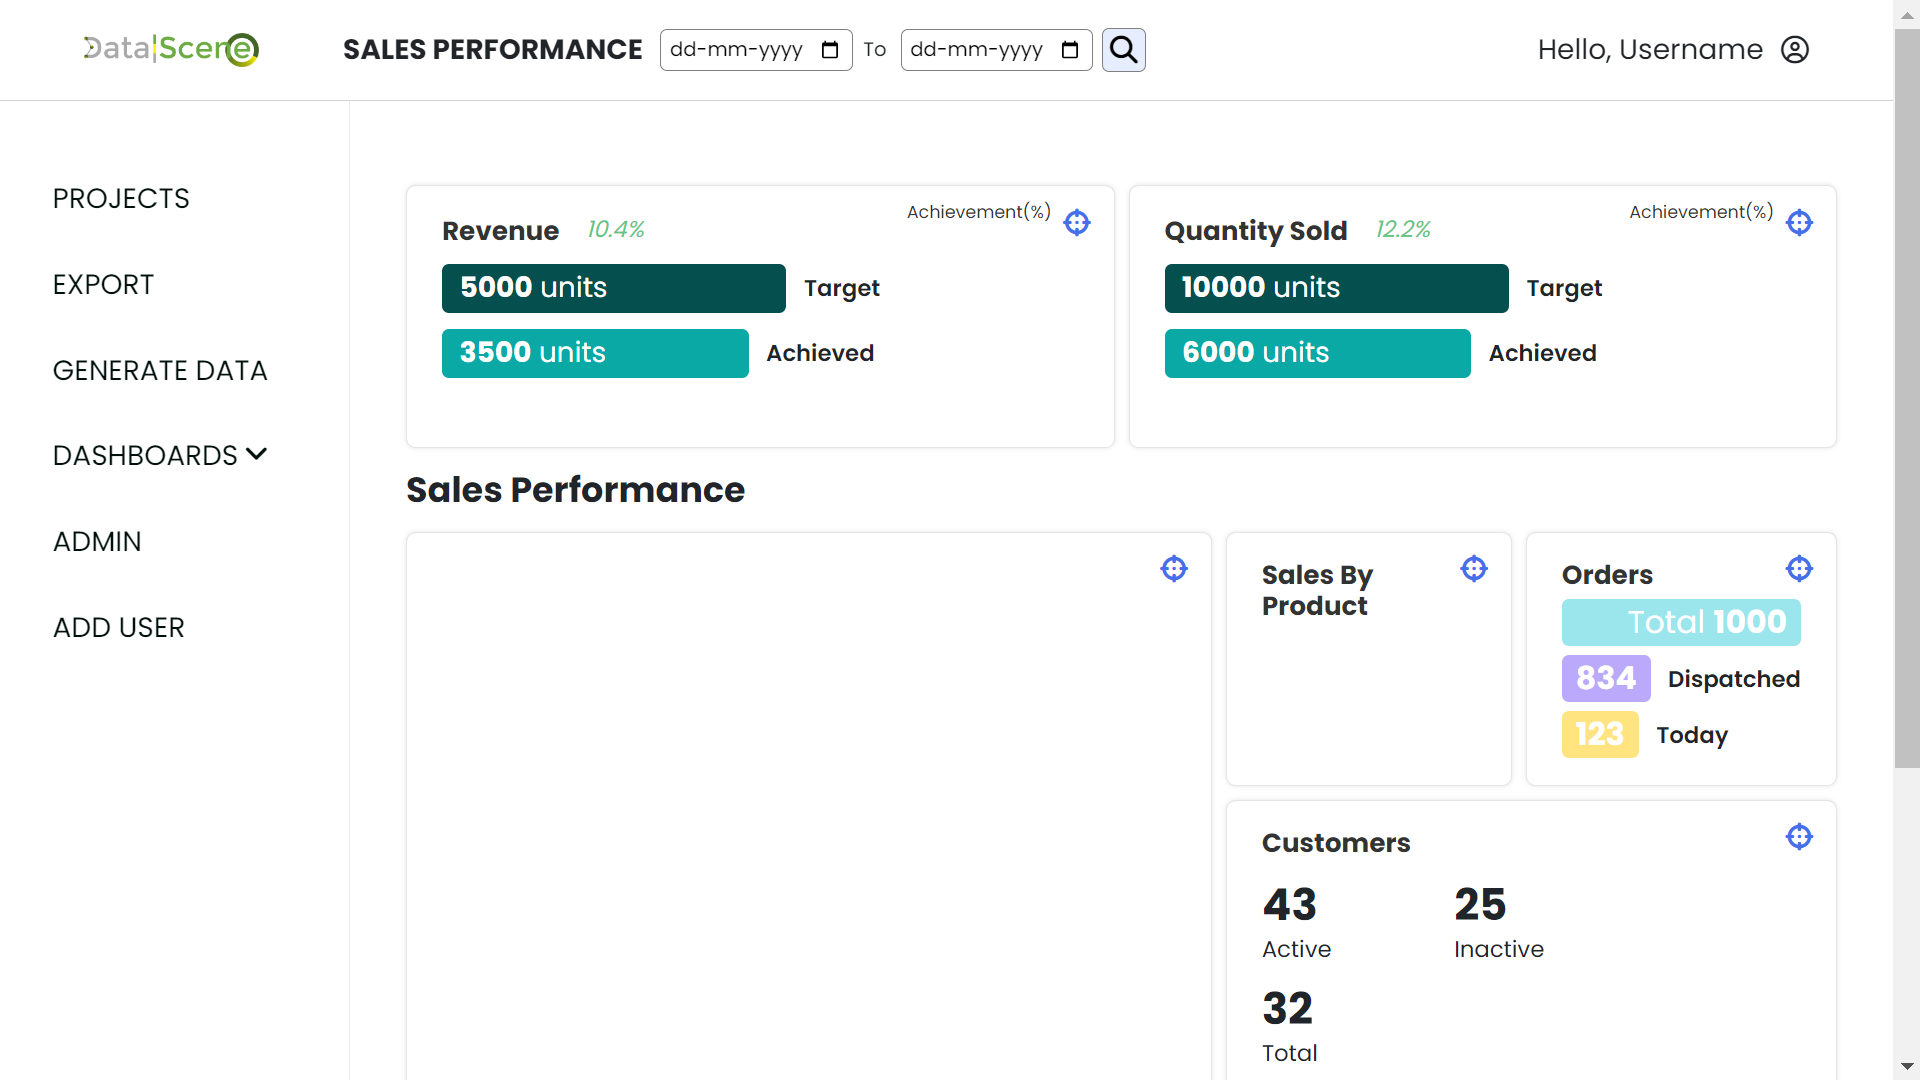 Data|Scene
SALES PERFORMANCE
dd-mm-yyyy To dd-mm-yyyy
Hello, Username
PROJECTS
EXPORT
GENERATE DATA
DASHBOARDS
ADMIN
ADD USER
Revenue 10.4% Achievement(%)
5000 units Target
3500 units Achieved
Quantity Sold 12.2% Achievement(%)
10000 units Target
6000 units Achieved
Sales Performance
Sales By
Product
Orders
Total 1000
834 Dispatched
123 Today
Customers
43 25
Active Inactive
32
Total